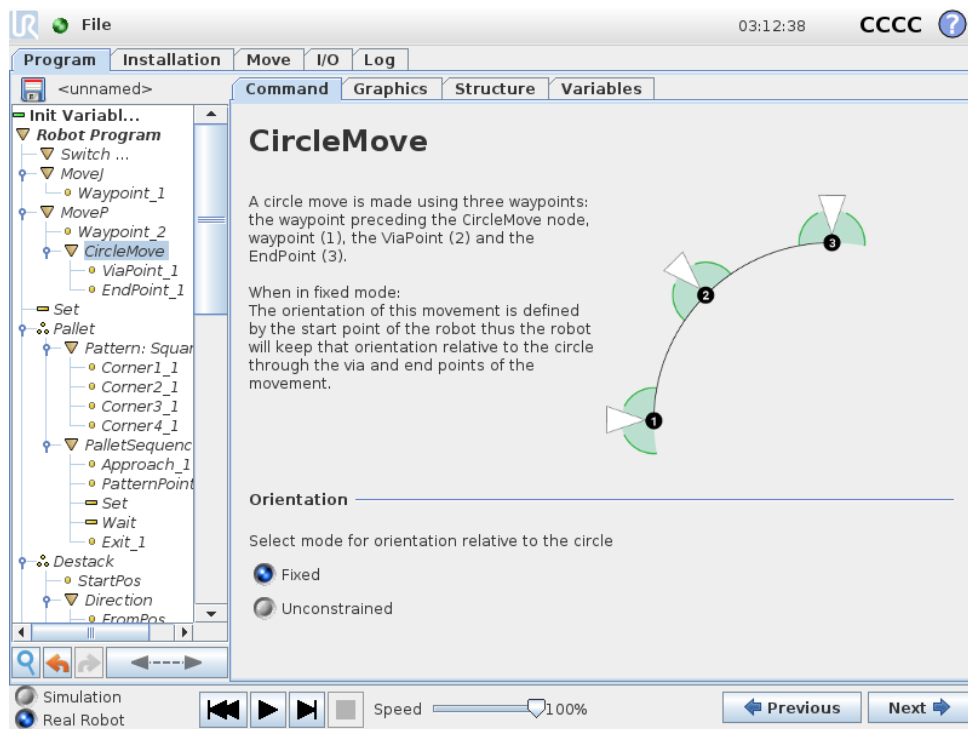 UR File 03:12:38 CCCC ?
Program Installation Move I/O Log
<unnamed> Command Graphics Structure Variables
Init Variabl...
Robot Program
Switch ...
MoveJ
Waypoint_1
MoveP
Waypoint_2
CircleMove
ViaPoint_1
EndPoint_1
Set
Pallet
Pattern: Squar
Corner1_1
Corner2_1
Corner3_1
Corner4_1
PalletSequenc
Approach_1
PatternPoint
Set
Wait
Exit_1
Destack
StartPos
Direction
FromPos
CircleMove
A circle move is made using three waypoints:
the waypoint preceding the CircleMove node,
waypoint (1), the ViaPoint (2) and the
EndPoint (3).
When in fixed mode:
The orientation of this movement is defined
by the start point of the robot thus the robot
will keep that orientation relative to the circle
through the via and end points of the
movement.
3
2
1
Orientation
Select mode for orientation relative to the circle
Fixed
Unconstrained
Simulation
Real Robot
Speed 100%
Previous Next